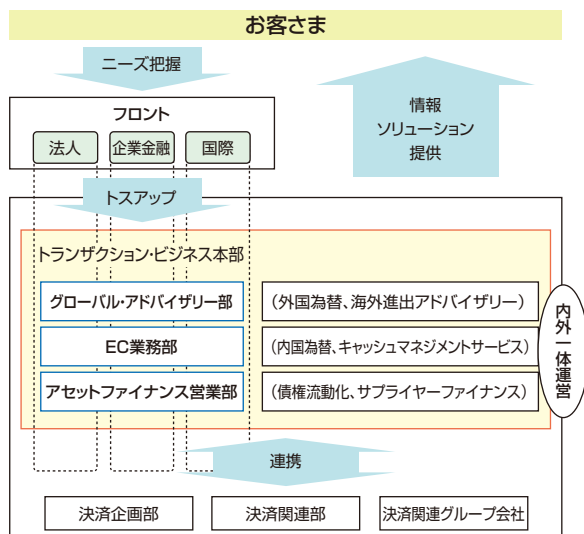 お客さま
ニーズ把握
情報
ソリューション
提供
フロント
法人
企業金融
国際
トスアップ
トランザクション・ビジネス本部
グローバル・アドバイザリー部
(外国為替、海外進出アドバイザリー)
EC業務部
(内国為替、キャッシュマネジメントサービス)
アセットファイナンス営業部
(債権流動化、サプライヤーファイナンス)
内外一体運営
連携
決済企画部
決済関連部
決済関連グループ会社